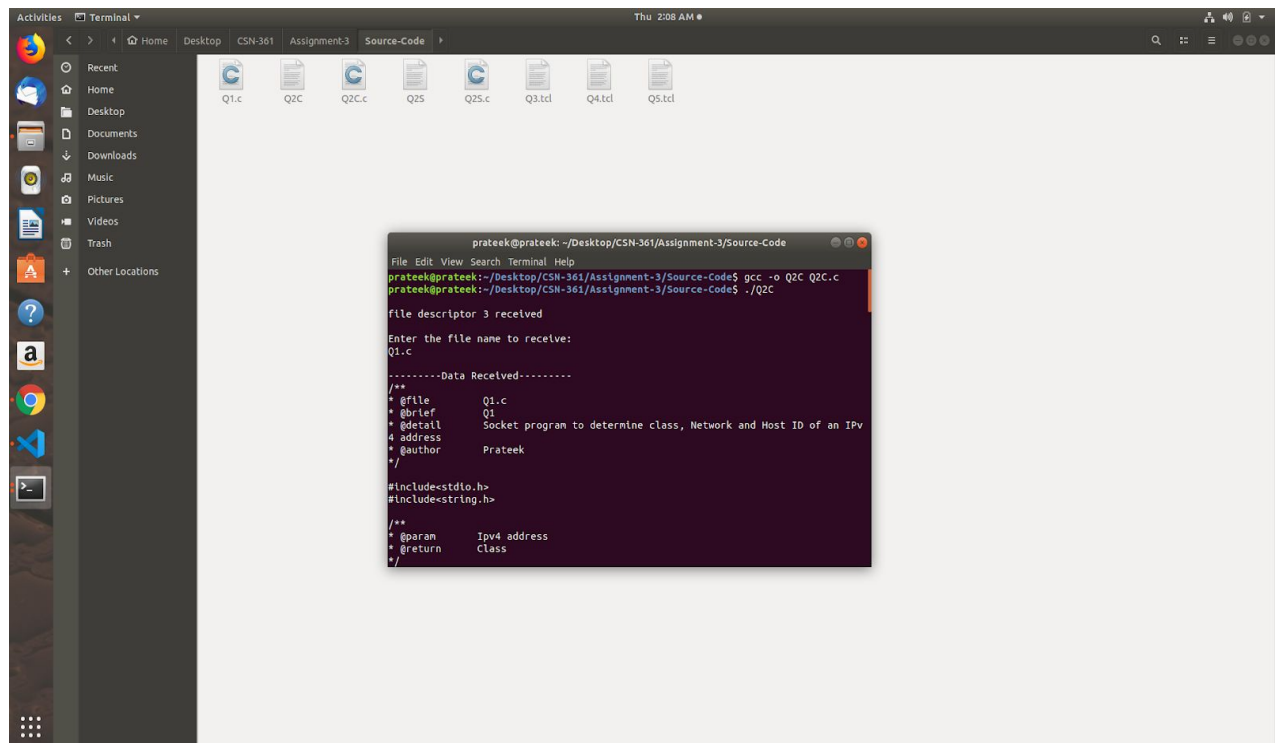 Activities Terminal Thu 2:08 AM
Home Desktop CSN-361 Assignment-3 Source-Code
Recent
Home
Desktop
Documents
Downloads
Music
Pictures
Videos
Trash
Other Locations
Q1.c Q2C Q2C.c Q2S Q2S.c Q3.tcl Q4.tcl Q5.tcl
prateek@prateek: ~/Desktop/CSN-361/Assignment-3/Source-Code
File Edit View Search Terminal Help
prateek@prateek:~/Desktop/CSN-361/Assignment-3/Source-Code$ gcc -o Q2C Q2C.c
prateek@prateek:~/Desktop/CSN-361/Assignment-3/Source-Code$ ./Q2C
file descriptor 3 received
Enter the file name to receive:
Q1.c
---------Data Received---------
/**
* @file Q1.c
* @brief Q1
* @detail Socket program to determine class, Network and Host ID of an IPv
4 address
* @author Prateek
*/
#include<stdio.h>
#include<string.h>
/**
* @param Ipv4 address
* @return Class
*/